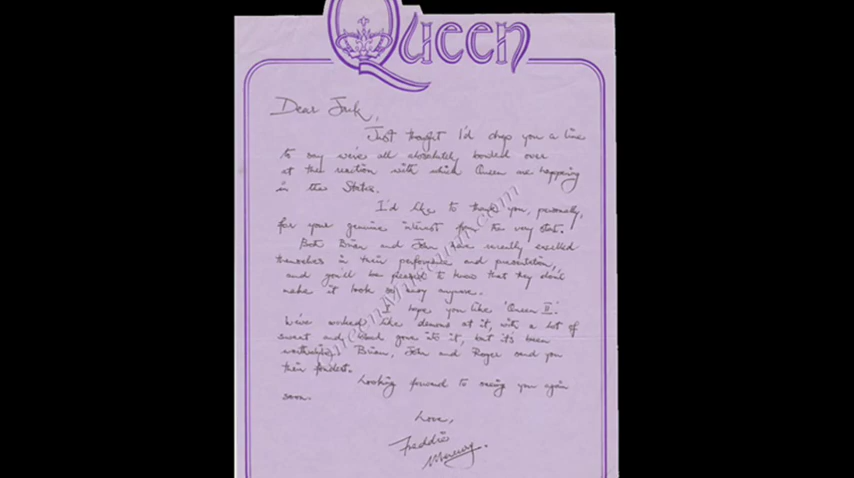 Queen
Dear Jack,
Just thought I'd drop you a line
to say we're all absolutely bowled over
at the reaction with which Queen are happening
in the States.
I'd like to thank you, personally,
for your genuine interest from the very start.
Both Brian and John have recently excelled
themselves in their performance and presentation,
and you'll be pleased to know that they don't
make it look so easy anymore.
I hope you like 'Queen II'.
We've worked like demons at it, with a lot of
sweat and blood gone into it, but it's been
worthwhile. Brian, John and Roger send you
their fondest.
Looking forward to seeing you again
soon.
Love,
Freddie
Mercury.